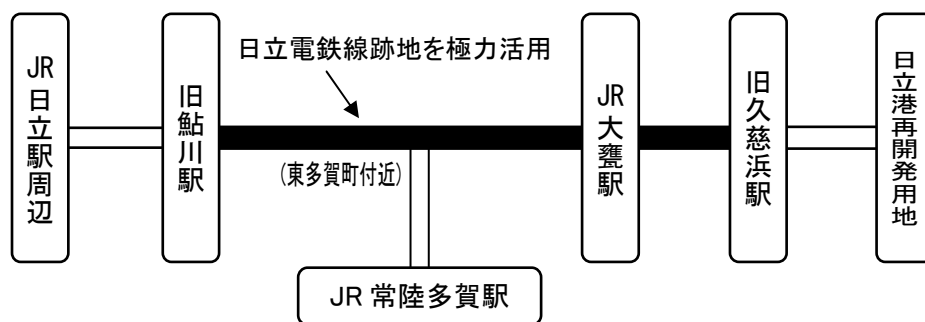 日立電鉄線跡地を極力活用
JR日立駅周辺
旧鮎川駅
JR大甕駅
旧久慈浜駅
日立港再開発用地
(東多賀町付近)
JR常陸多賀駅